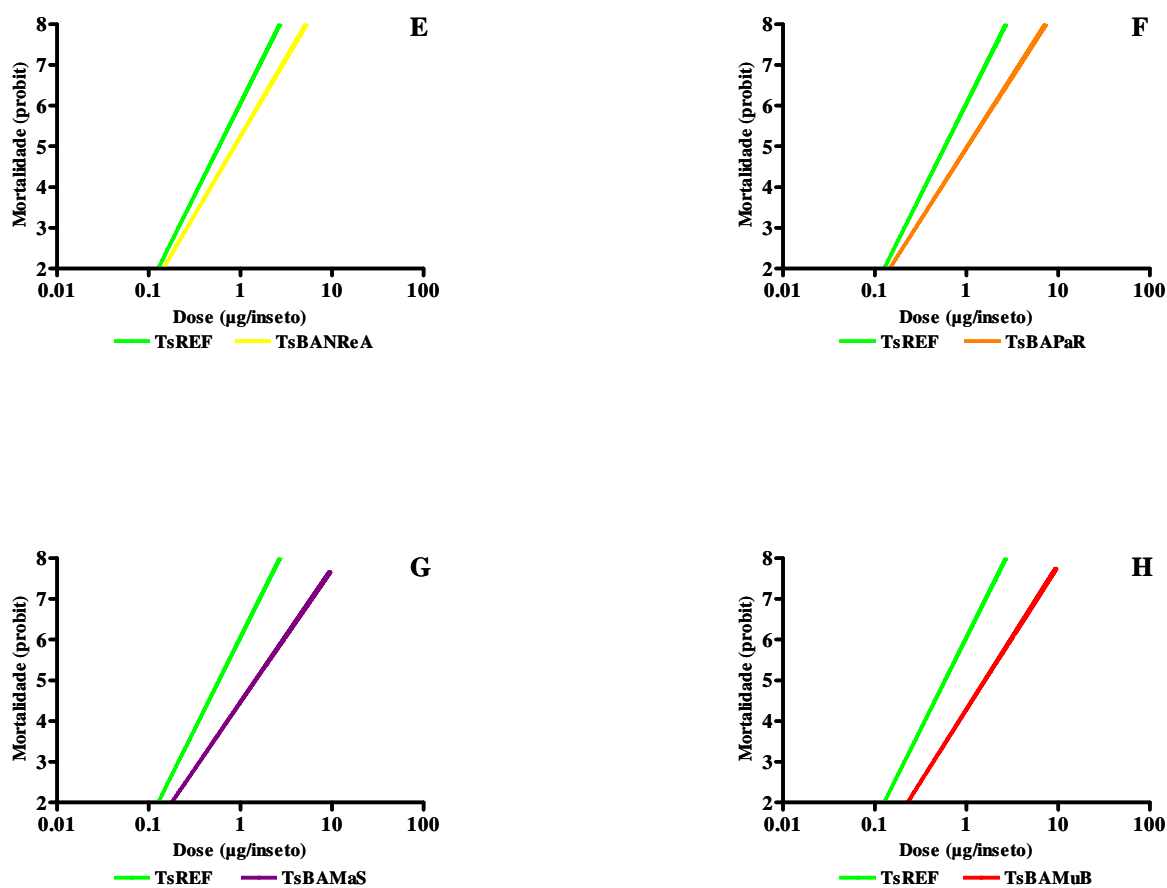 E
Mortalidade (probit)
8
7
6
5
4
3
2
0.01 0.1 1 10 100
Dose (µg/inseto)
TsREF TsBANReA
F
Mortalidade (probit)
8
7
6
5
4
3
2
0.01 0.1 1 10 100
Dose (µg/inseto)
TsREF TsBAPaR
G
Mortalidade (probit)
8
7
6
5
4
3
2
0.01 0.1 1 10 100
Dose (µg/inseto)
TsREF TsBAMaS
H
Mortalidade (probit)
8
7
6
5
4
3
2
0.01 0.1 1 10 100
Dose (µg/inseto)
TsREF TsBAMuB